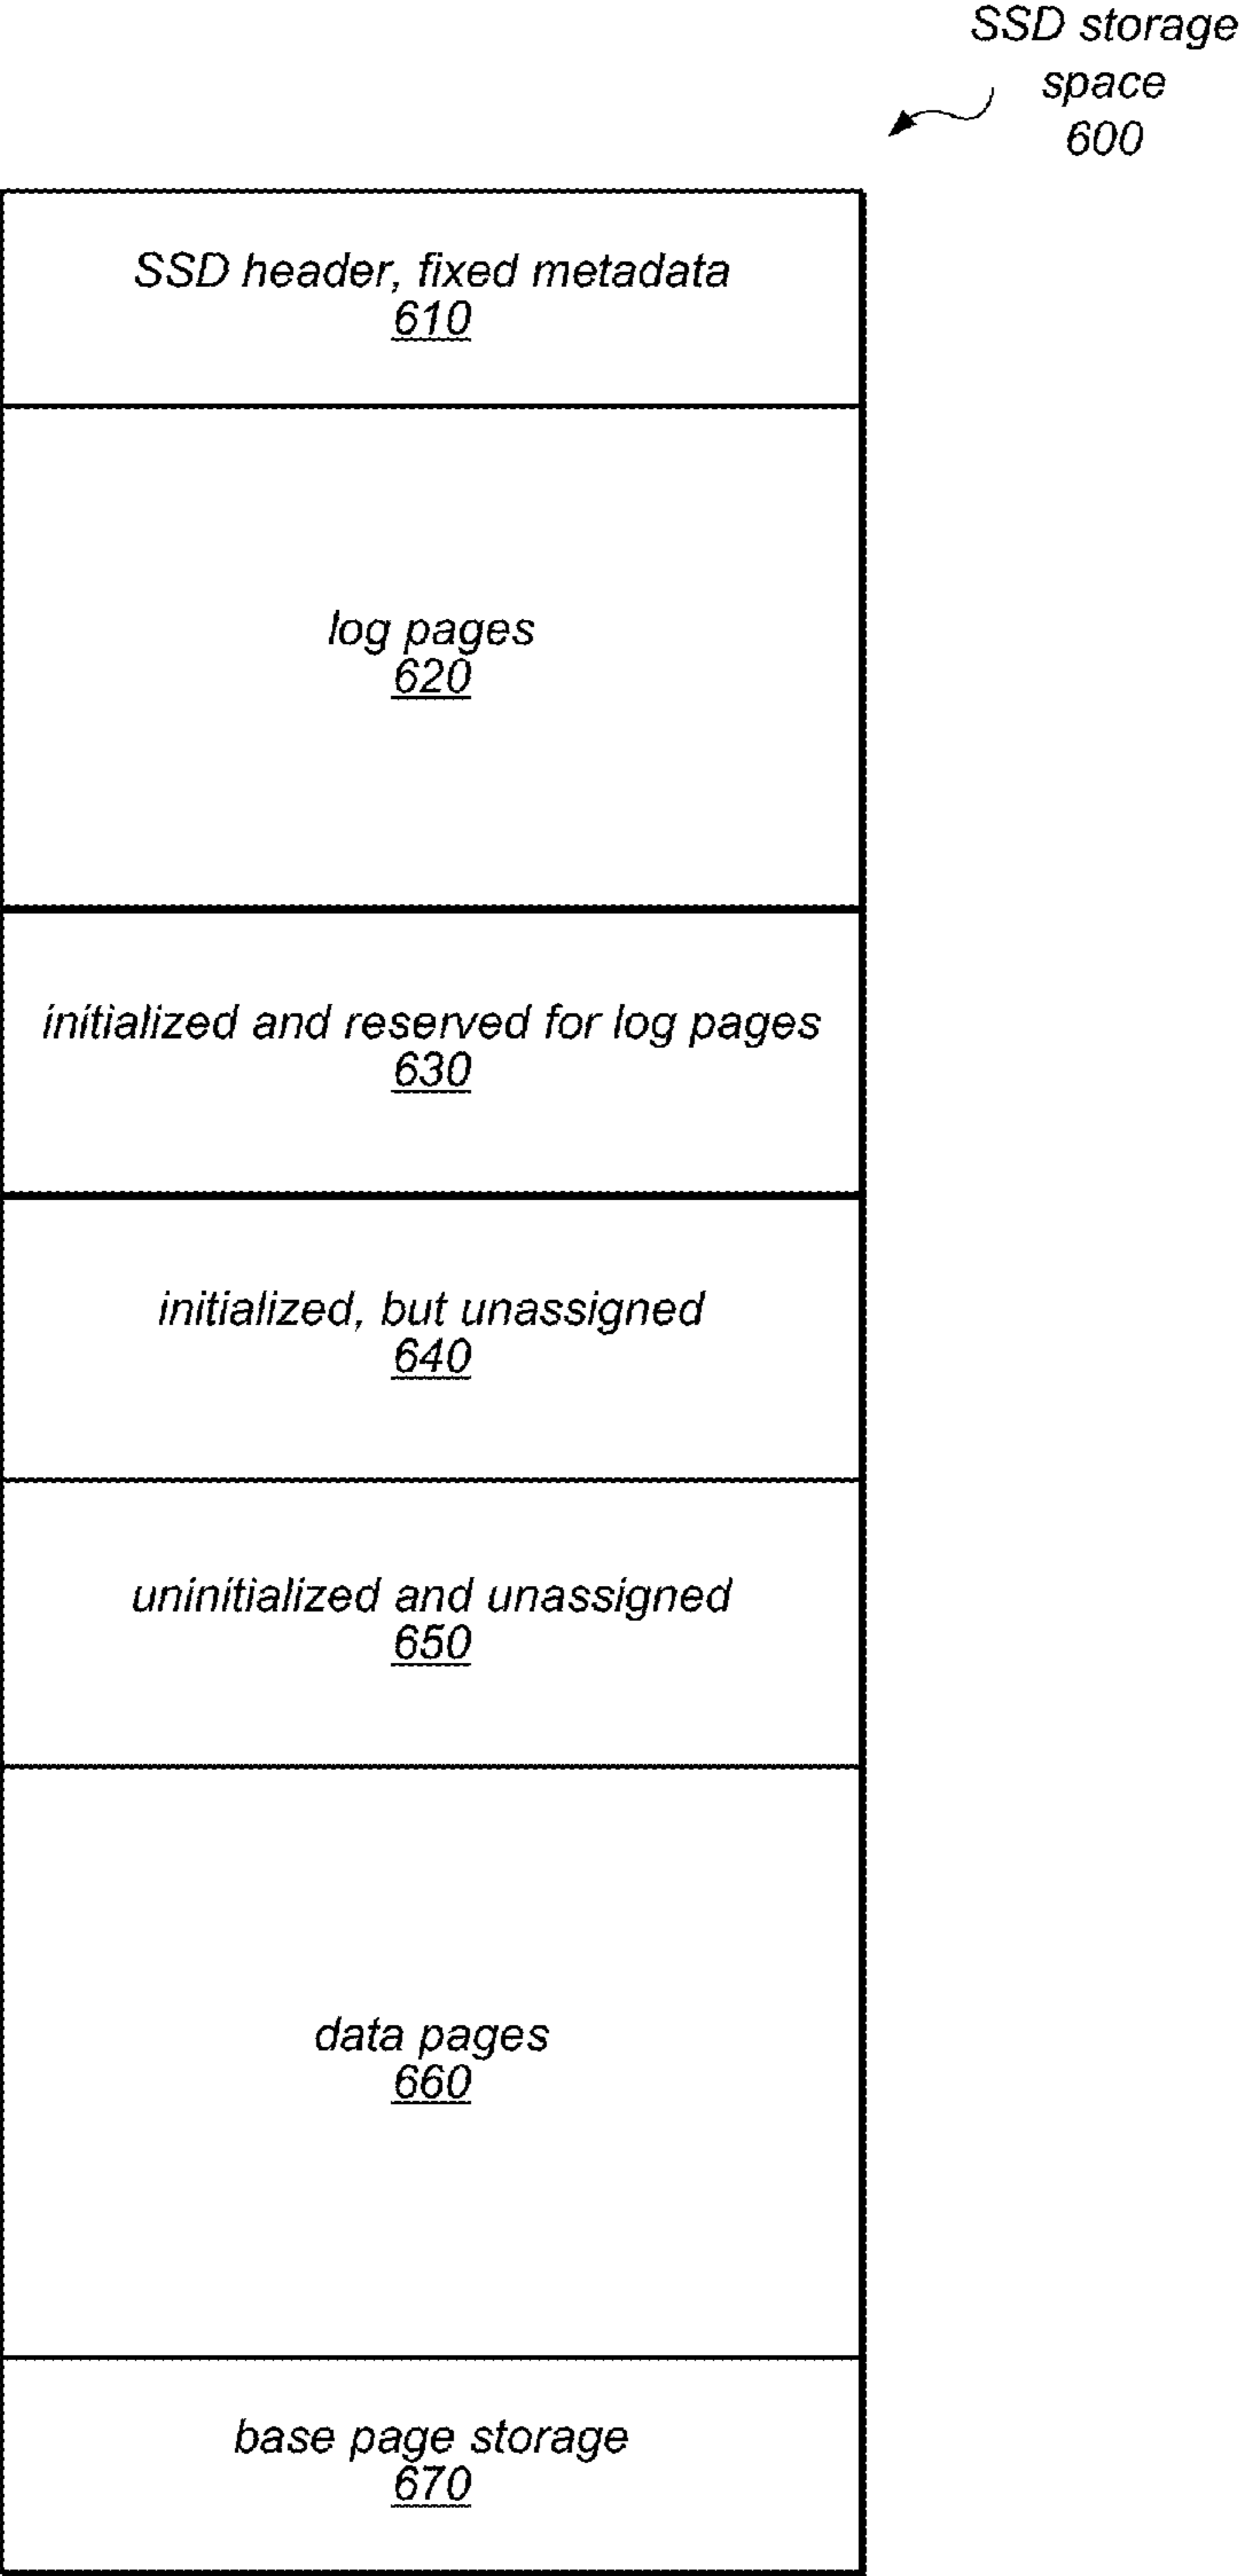 SSD storage
space
600
SSD header, fixed metadata
610
log pages
620
initialized and reserved for log pages
630
initialized, but unassigned
640
uninitialized and unassigned
650
data pages
660
base page storage
670